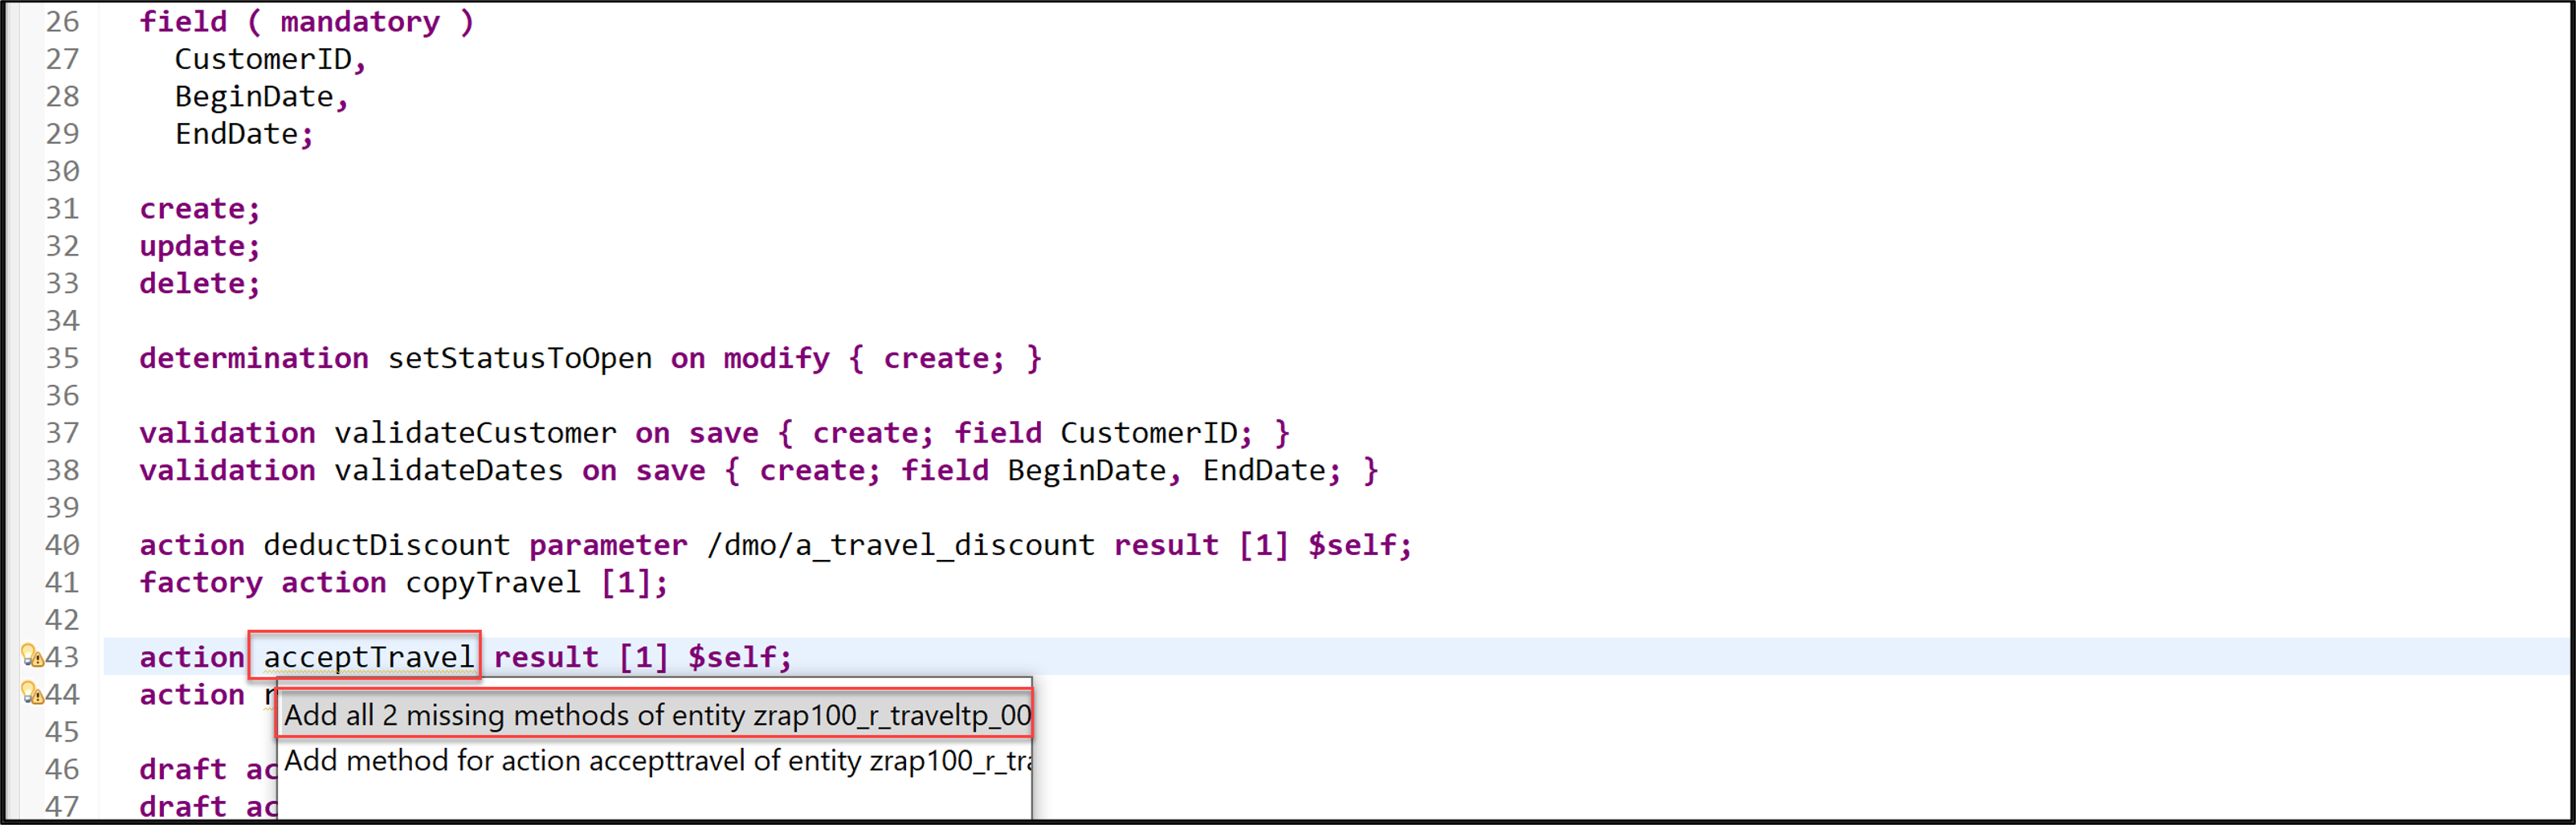 26 field ( mandatory )
27 CustomerID,
28 BeginDate,
29 EndDate;
30
31 create;
32 update;
33 delete;
34
35 determination setStatusToOpen on modify { create; }
36
37 validation validateCustomer on save { create; field CustomerID; }
38 validation validateDates on save { create; field BeginDate, EndDate; }
39
40 action deductDiscount parameter /dmo/a_travel_discount result [1] $self;
41 factory action copyTravel [1];
42
43 action acceptTravel result [1] $self;
44 action r
Add all 2 missing methods of entity zrap100_r_traveltp_00
45
Add method for action accepttravel of entity zrap100_r_tra
46 draft ac
47 draft ac